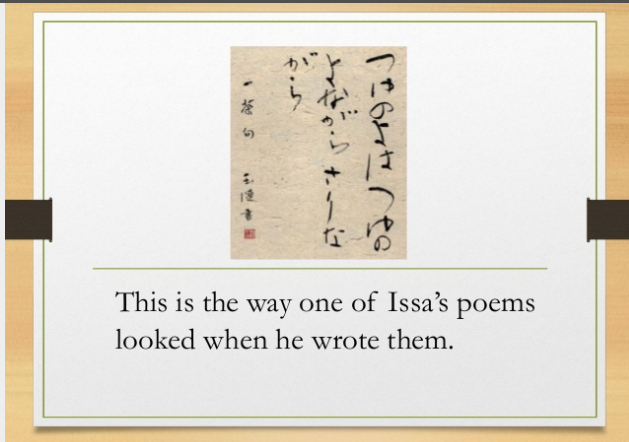 つゆのよはつゆの
よながらさりな
がら
一茶句
This is the way one of Issa's poems
looked when he wrote them.